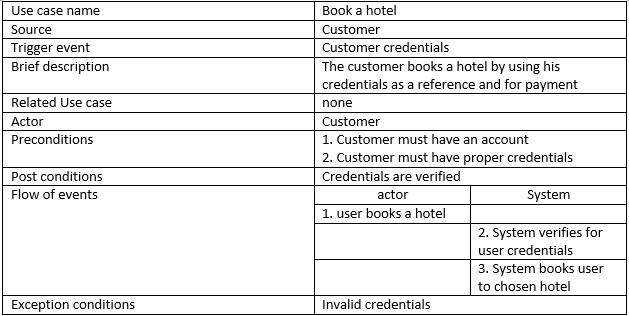 Use case name Book a hotel
Source Customer
Trigger event Customer credentials
Brief description The customer books a hotel by using his
credentials as a reference and for payment
Related Use case none
Actor Customer
Preconditions 1. Customer must have an account
2. Customer must have proper credentials
Post conditions Credentials are verified
Flow of events actor System
1. user books a hotel
2. System verifies for
user credentials
3. System books user
to chosen hotel
Exception conditions Invalid credentials